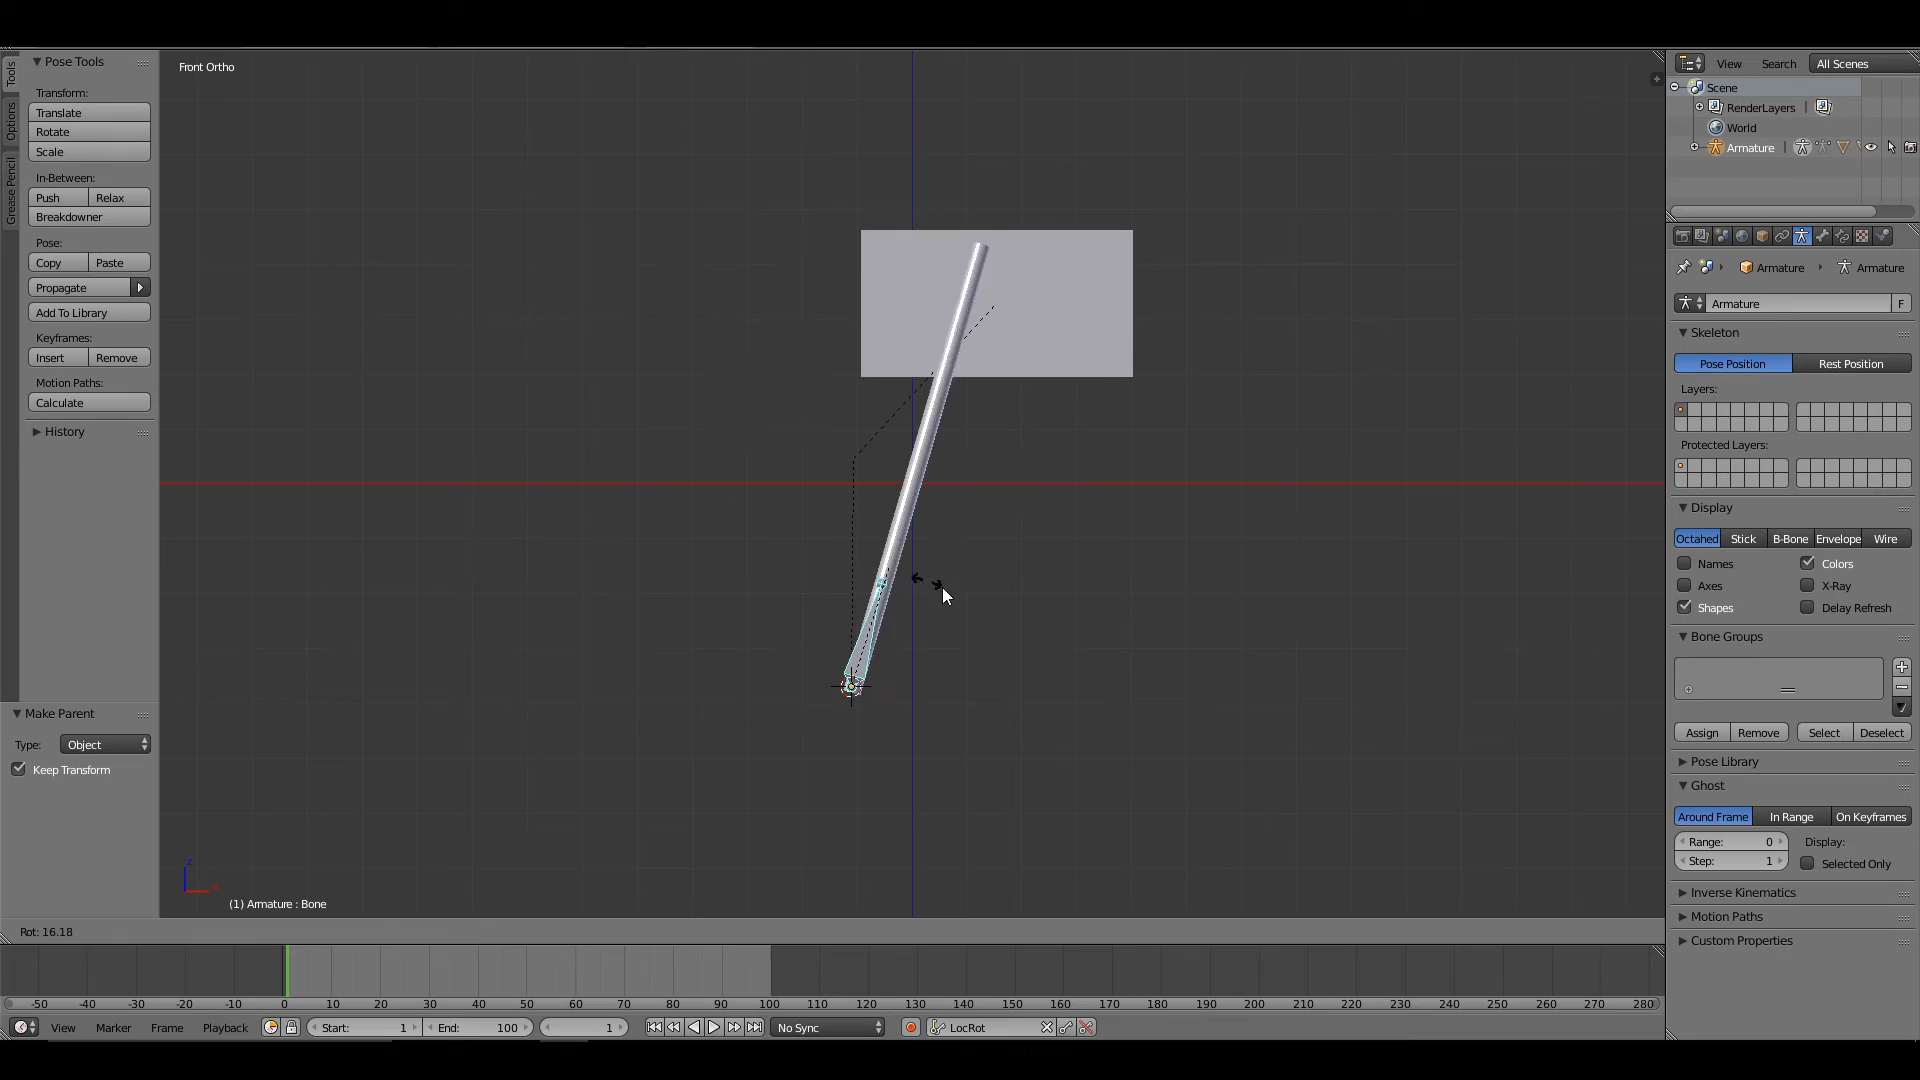 Tools
Options
Grease Pencil
Pose Tools
Transform:
Translate
Rotate
Scale
In-Between:
Push Relax
Breakdowner
Pose:
Copy Paste
Propagate
Add To Library
Keyframes:
Insert Remove
Motion Paths:
Calculate
History
Make Parent
Type: Object
Keep Transform
Front Ortho
z
(1) Armature : Bone
Rot: 16.18
View Search All Scenes
Scene
RenderLayers
World
Armature
Armature Armature
Armature F
Skeleton
Pose Position Rest Position
Layers:
Protected Layers:
Display
Octahed Stick B-Bone Envelope Wire
Names Colors
Axes X-Ray
Shapes Delay Refresh
Bone Groups
Assign Remove Select Deselect
Pose Library
Ghost
Around Frame In Range On Keyframes
Range: 0 Display:
Step: 1 Selected Only
Inverse Kinematics
Motion Paths
Custom Properties
-50 -40 -30 -20 -10 0 10 20 30 40 50 60 70 80 90 100 110 120 130 140 150 160 170 180 190 200 210 220 230 240 250 260 270 280
View Marker Frame Playback Start: 1 End: 100 1 No Sync LocRot